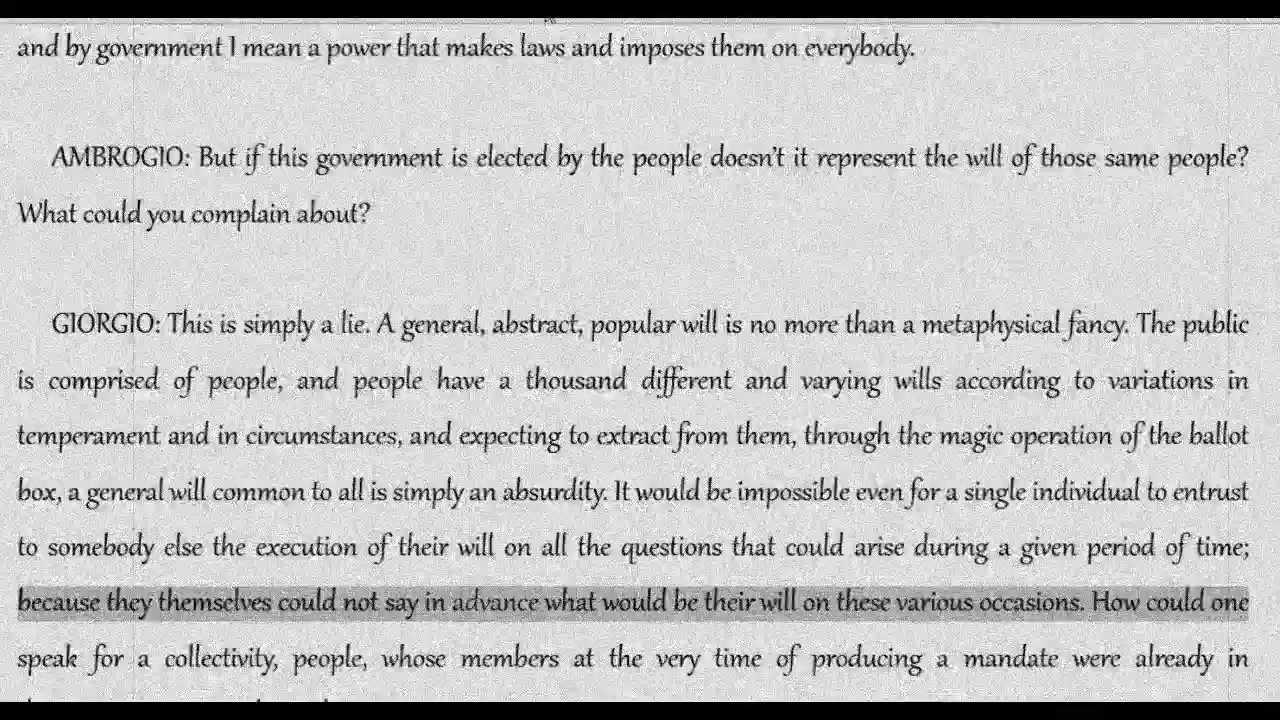 and by government I mean a power that makes laws and imposes them on everybody.
AMBROGIO: But if this government is elected by the people doesn't it represent the will of those same people?
What could you complain about?
GIORGIO: This is simply a lie. A general, abstract, popular will is no more than a metaphysical fancy. The public
is comprised of people, and people have a thousand different and varying wills according to variations in
temperament and in circumstances, and expecting to extract from them, through the magic operation of the ballot
box, a general will common to all is simply an absurdity. It would be impossible even for a single individual to entrust
to somebody else the execution of their will on all the questions that could arise during a given period of time;
because they themselves could not say in advance what would be their will on these various occasions. How could one
speak for a collectivity, people, whose members at the very time of producing a mandate were already in